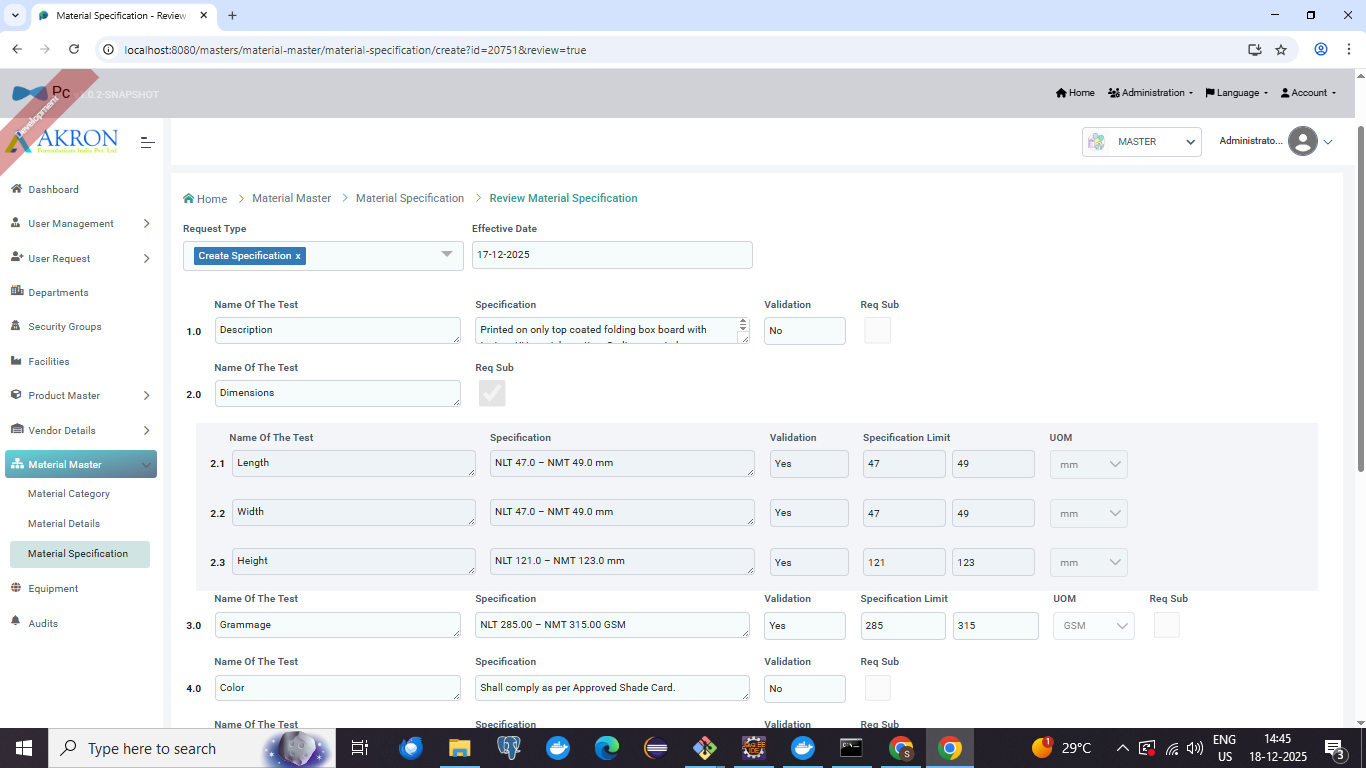 Material Specification - Review
localhost:8080/masters/material-master/material-specification/create?id=20751&review=true
Development
Pc v1.0.2-SNAPSHOT
Home
Administration
Language
Account
AKRON
Formulations India Pvt Ltd
MASTER
Administrato...
Dashboard
User Management
User Request
Departments
Security Groups
Facilities
Product Master
Vendor Details
Material Master
Material Category
Material Details
Material Specification
Equipment
Audits
Home > Material Master > Material Specification > Review Material Specification
Request Type Effective Date
Create Specification x 17-12-2025
Name Of The Test Specification Validation Req Sub
1.0 Description Printed on only top coated folding box board with No
Name Of The Test Req Sub
2.0 Dimensions
Name Of The Test Specification Validation Specification Limit UOM
2.1 Length NLT 47.0 – NMT 49.0 mm Yes 47 49 mm
2.2 Width NLT 47.0 – NMT 49.0 mm Yes 47 49 mm
2.3 Height NLT 121.0 – NMT 123.0 mm Yes 121 123 mm
Name Of The Test Specification Validation Specification Limit UOM Req Sub
3.0 Grammage NLT 285.00 – NMT 315.00 GSM Yes 285 315 GSM
Name Of The Test Specification Validation Req Sub
4.0 Color Shall comply as per Approved Shade Card. No
Name Of The Test Specification Validation Req Sub
Type here to search
1
29°C
ENG
US
14:45
18-12-2025
3